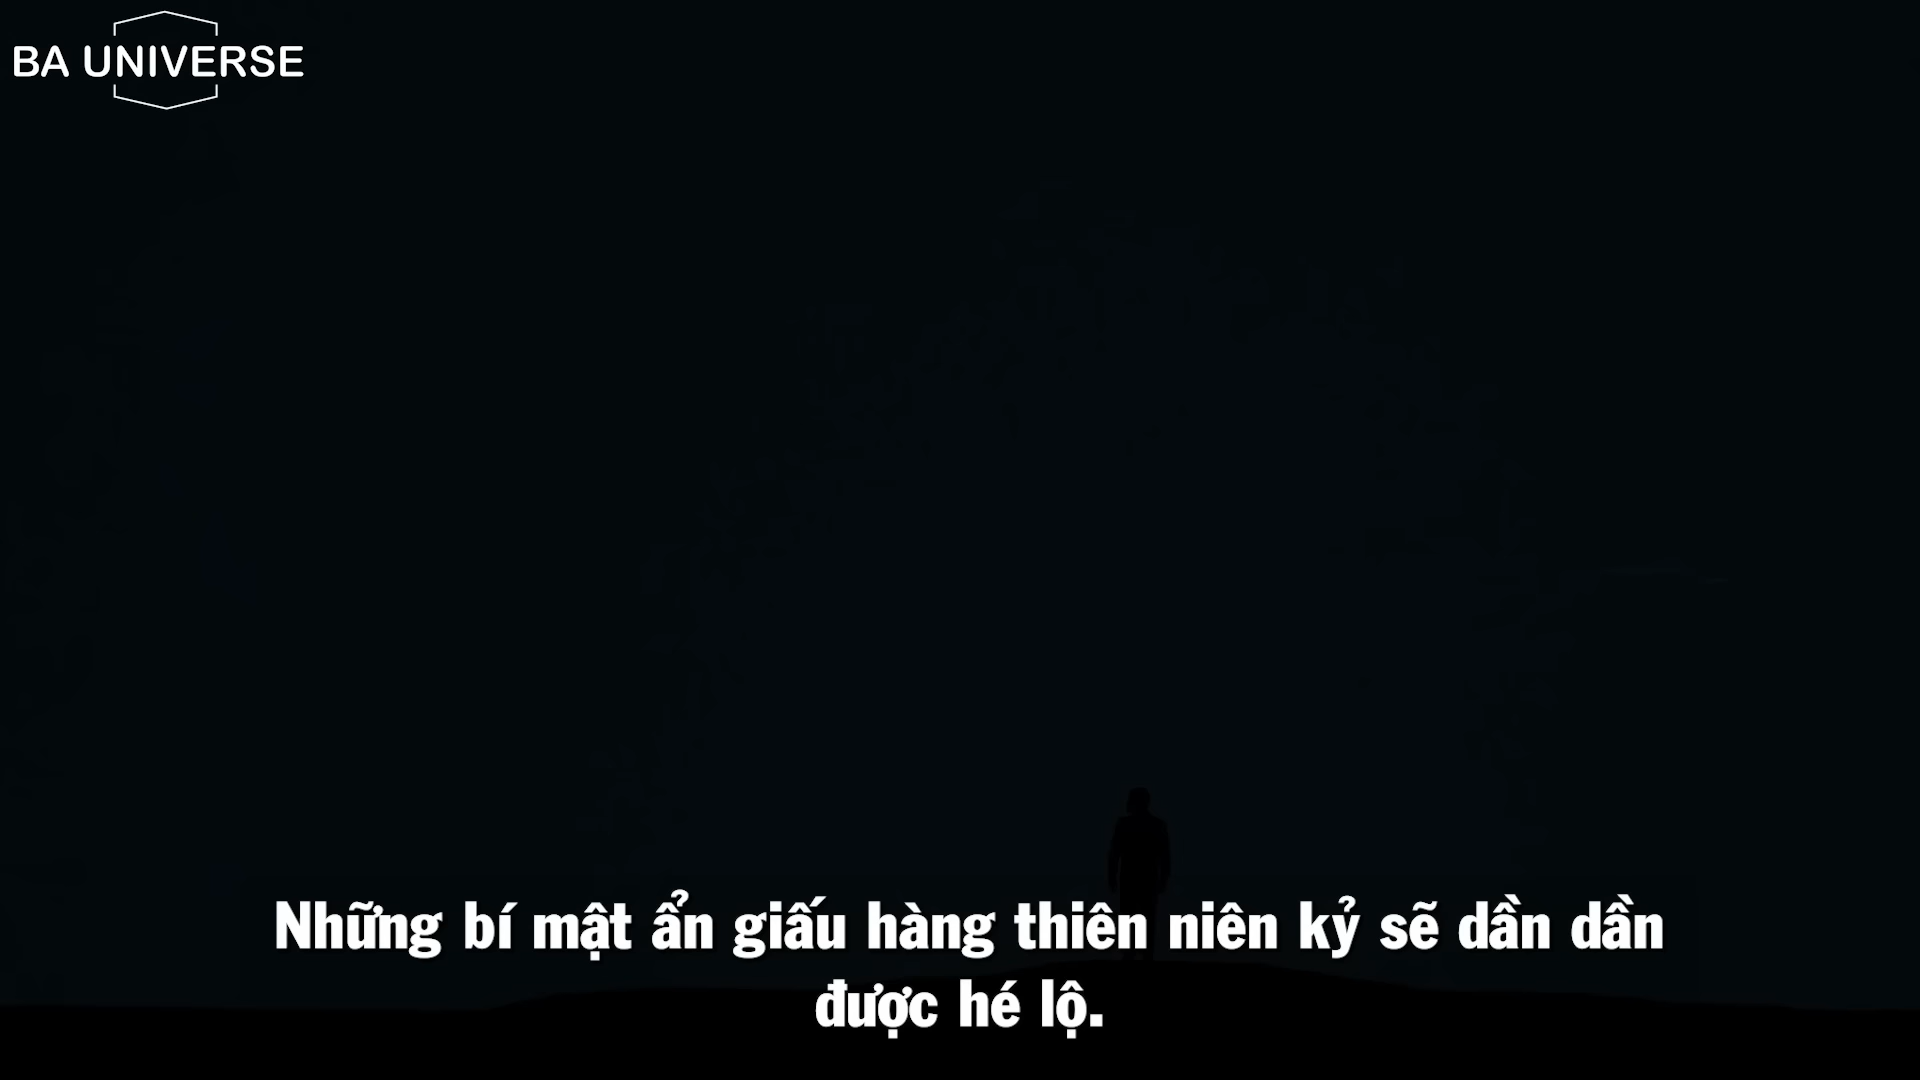 BA UNIVERSE
Những bí mật ẩn giấu hàng thiên niên kỷ sẽ dần dần
được hé lộ.